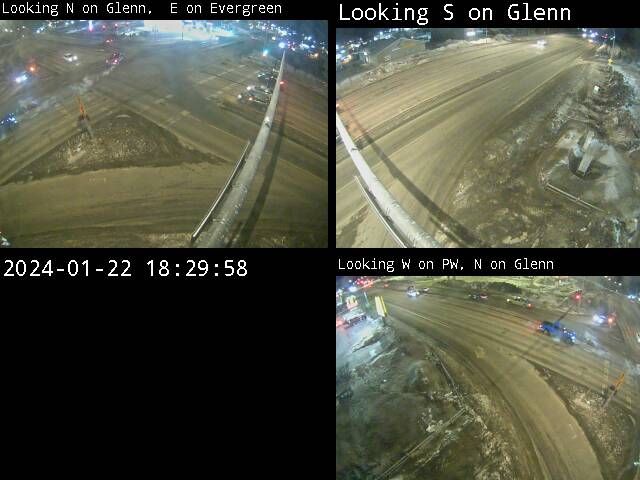 Looking N on Glenn,  E on Evergreen
Looking S on Glenn
2024-01-22 18:29:58
Looking W on PW, N on Glenn